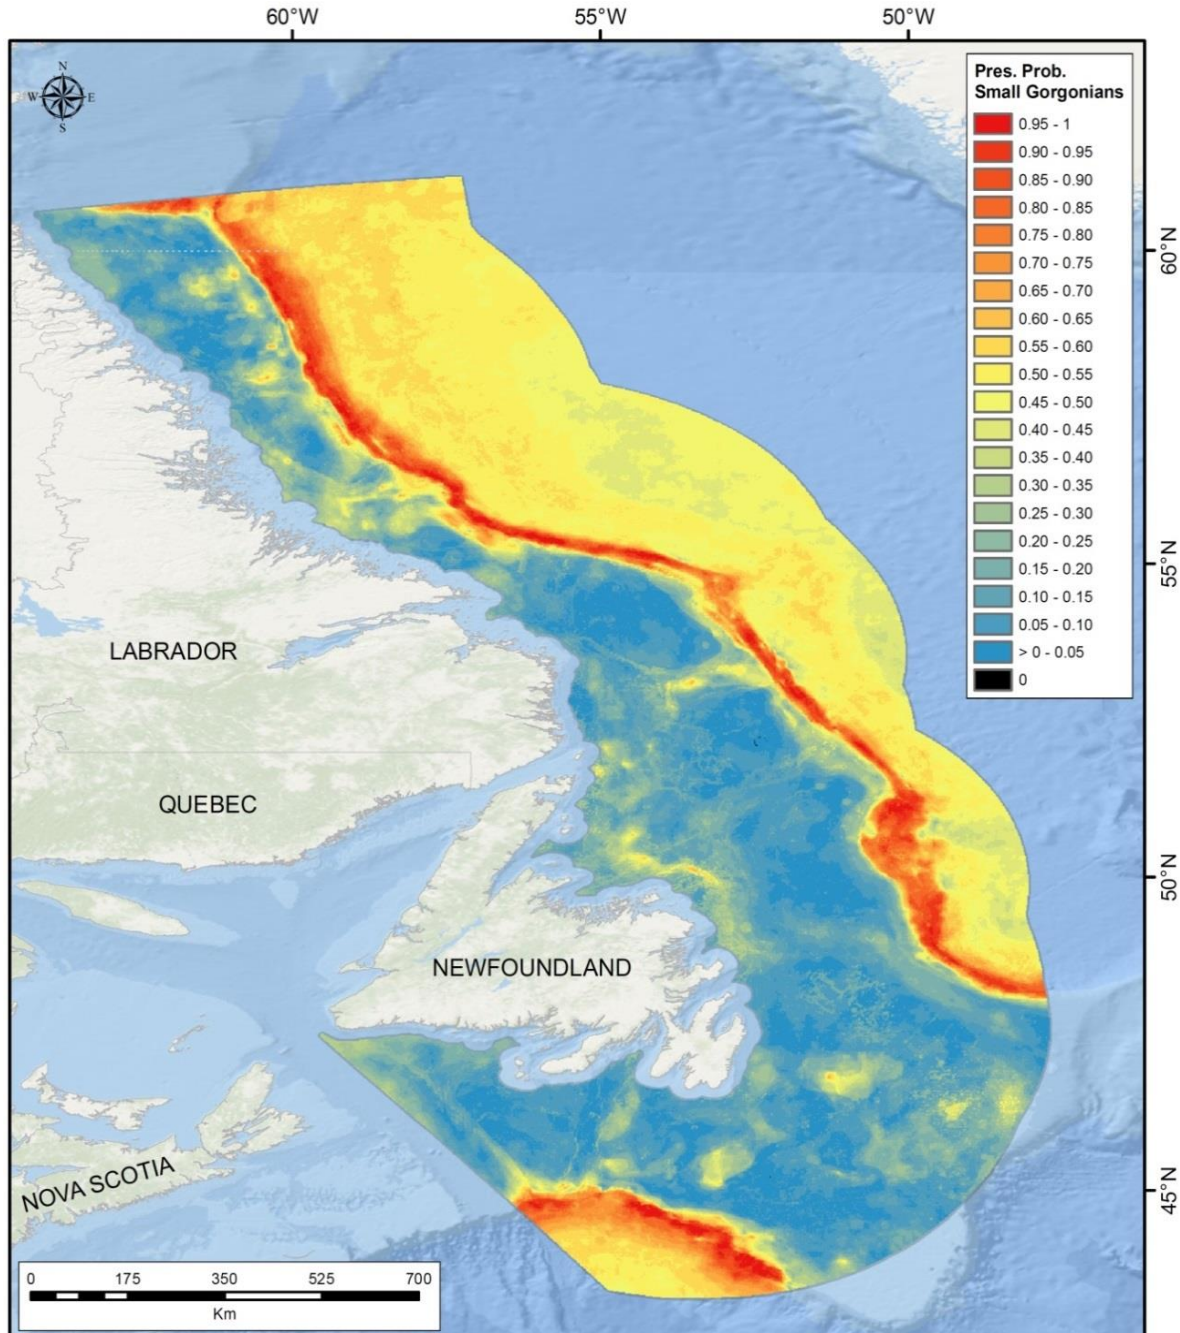 60°W 55°W 50°W
N
W E
S
Pres. Prob.
Small Gorgonians
0.95 - 1
0.90 - 0.95
0.85 - 0.90
0.80 - 0.85
0.75 - 0.80
0.70 - 0.75
0.65 - 0.70
0.60 - 0.65
0.55 - 0.60
0.50 - 0.55
0.45 - 0.50
0.40 - 0.45
0.35 - 0.40
0.30 - 0.35
0.25 - 0.30
0.20 - 0.25
0.15 - 0.20
0.10 - 0.15
0.05 - 0.10
> 0 - 0.05
0
60°N
55°N
50°N
45°N
LABRADOR
QUEBEC
NEWFOUNDLAND
NOVA SCOTIA
0 175 350 525 700
Km